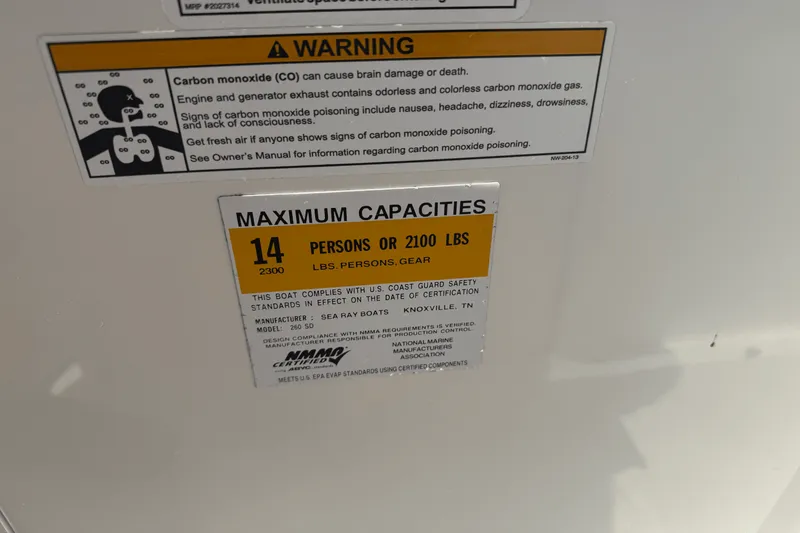 MRP #2027314
WARNING
Carbon monoxide (CO) can cause brain damage or death.
Engine and generator exhaust contains odorless and colorless carbon monoxide gas.
Signs of carbon monoxide poisoning include nausea, headache, dizziness, drowsiness,
and lack of consciousness.
Get fresh air if anyone shows signs of carbon monoxide poisoning.
See Owner's Manual for information regarding carbon monoxide poisoning.
NW-204-13
MAXIMUM CAPACITIES
14 PERSONS OR 2100 LBS
2300 LBS. PERSONS, GEAR
THIS BOAT COMPLIES WITH U.S. COAST GUARD SAFETY
STANDARDS IN EFFECT ON THE DATE OF CERTIFICATION
MANUFACTURER : SEA RAY BOATS KNOXVILLE, TN
MODEL: 260 SD
DESIGN COMPLIANCE WITH NMMA REQUIREMENTS IS VERIFIED.
MANUFACTURER RESPONSIBLE FOR PRODUCTION CONTROL.
NMMA
CERTIFIED
using ABYC standards
NATIONAL MARINE
MANUFACTURERS
ASSOCIATION
MEETS U.S. EPA EVAP STANDARDS USING CERTIFIED COMPONENTS